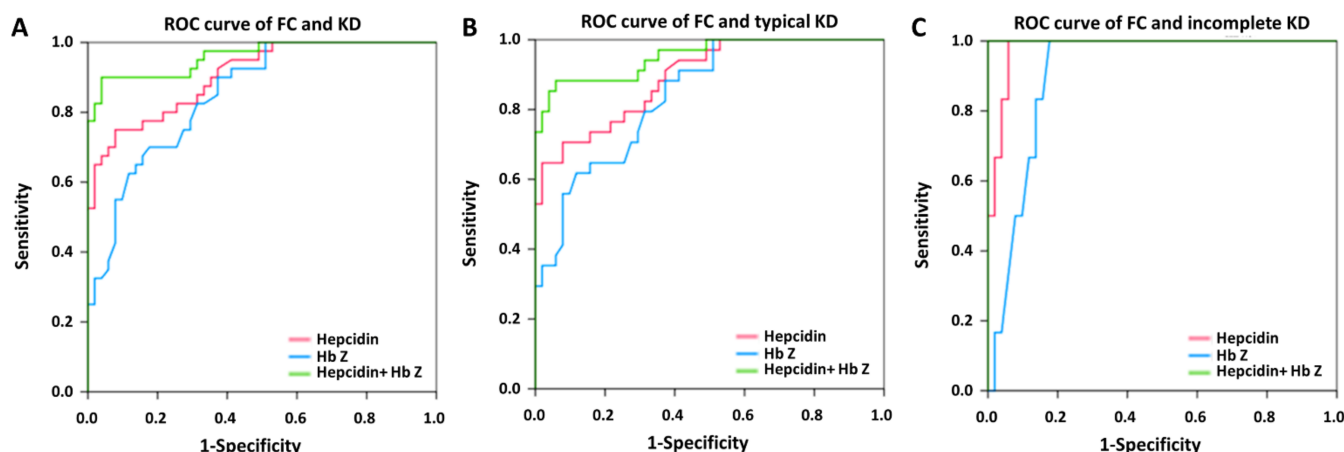 A
ROC curve of FC and KD
1.0
0.8
0.6
0.4
0.2
0.0
Sensitivity
Hepcidin
Hb Z
Hepcidin+ Hb Z
0.0 0.2 0.4 0.6 0.8 1.0
1-Specificity
B
ROC curve of FC and typical KD
1.0
0.8
0.6
0.4
0.2
0.0
Sensitivity
Hepcidin
Hb Z
Hepcidin+ Hb Z
0.0 0.2 0.4 0.6 0.8 1.0
1-Specificity
C
ROC curve of FC and incomplete KD
1.0
0.8
0.6
0.4
0.2
0.0
Sensitivity
Hepcidin
Hb Z
Hepcidin+ Hb Z
0.0 0.2 0.4 0.6 0.8 1.0
1-Specificity